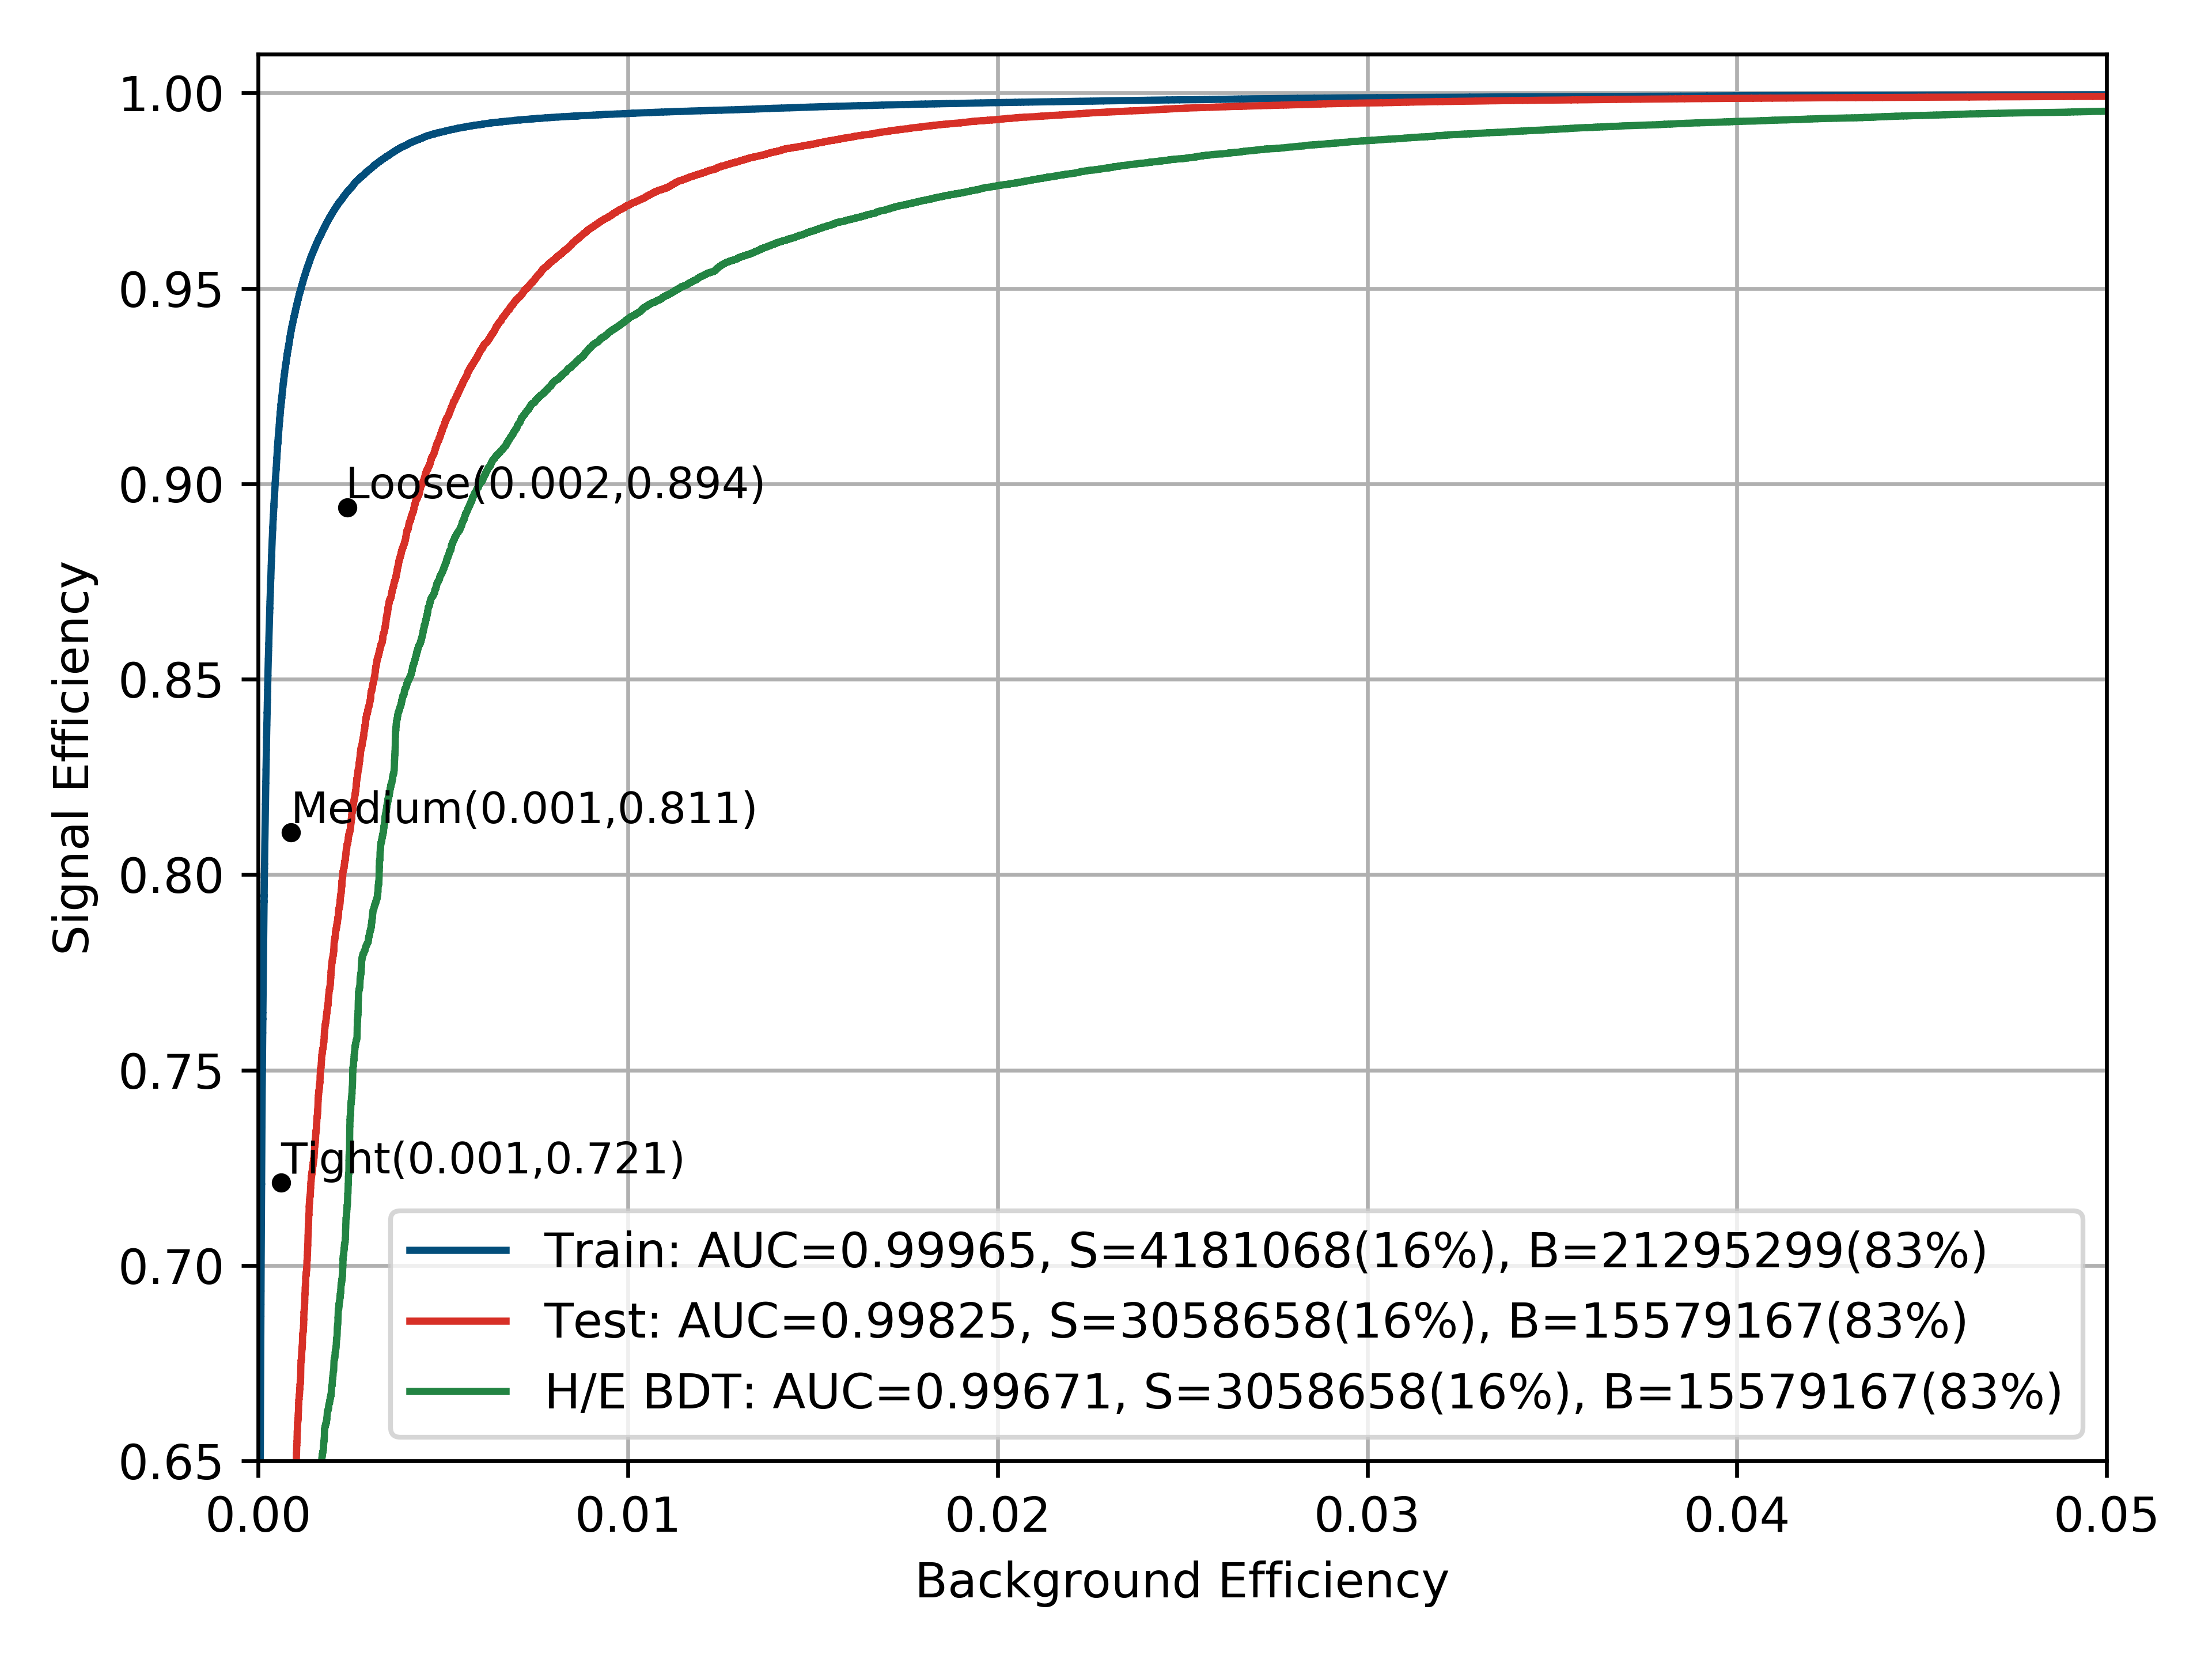 1.00
0.95
0.90
0.85
0.80
0.75
0.70
0.65
Signal Efficiency
Loose(0.002,0.894)
Medium(0.001,0.811)
Tight(0.001,0.721)
Train: AUC=0.99965, S=4181068(16%), B=21295299(83%)
Test: AUC=0.99825, S=3058658(16%), B=15579167(83%)
H/E BDT: AUC=0.99671, S=3058658(16%), B=15579167(83%)
0.00 0.01 0.02 0.03 0.04 0.05
Background Efficiency